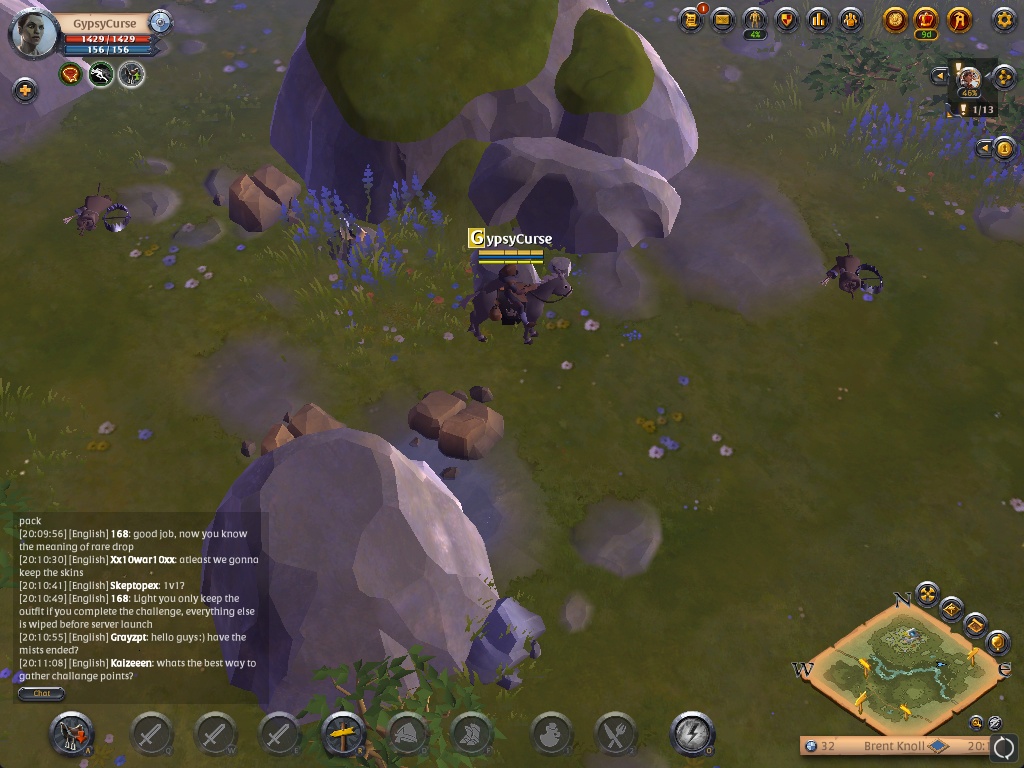 GypsyCurse
1429 / 1429
156 / 156
1
4%
9d
46%
1/13
1
GypsyCurse
pack
[20:09:56] [English] 168: good job, now you know
the meaning of rare drop
[20:10:30] [English] Xx10war10xx: atleast we gonna
keep the skins
[20:10:41] [English] Skeptopex: 1v1?
[20:10:49] [English] 168: Light you only keep the
outfit if you complete the challenge, everything else
is wiped before server launch
[20:10:55] [English] Grayzpt: hello guys:) have the
mists ended?
[20:11:08] [English] Kaizeeen: whats the best way to
gather challange points?
Chat
N
W
E
A
Q
W
E
R
D
F
32
Brent Knoll
20: